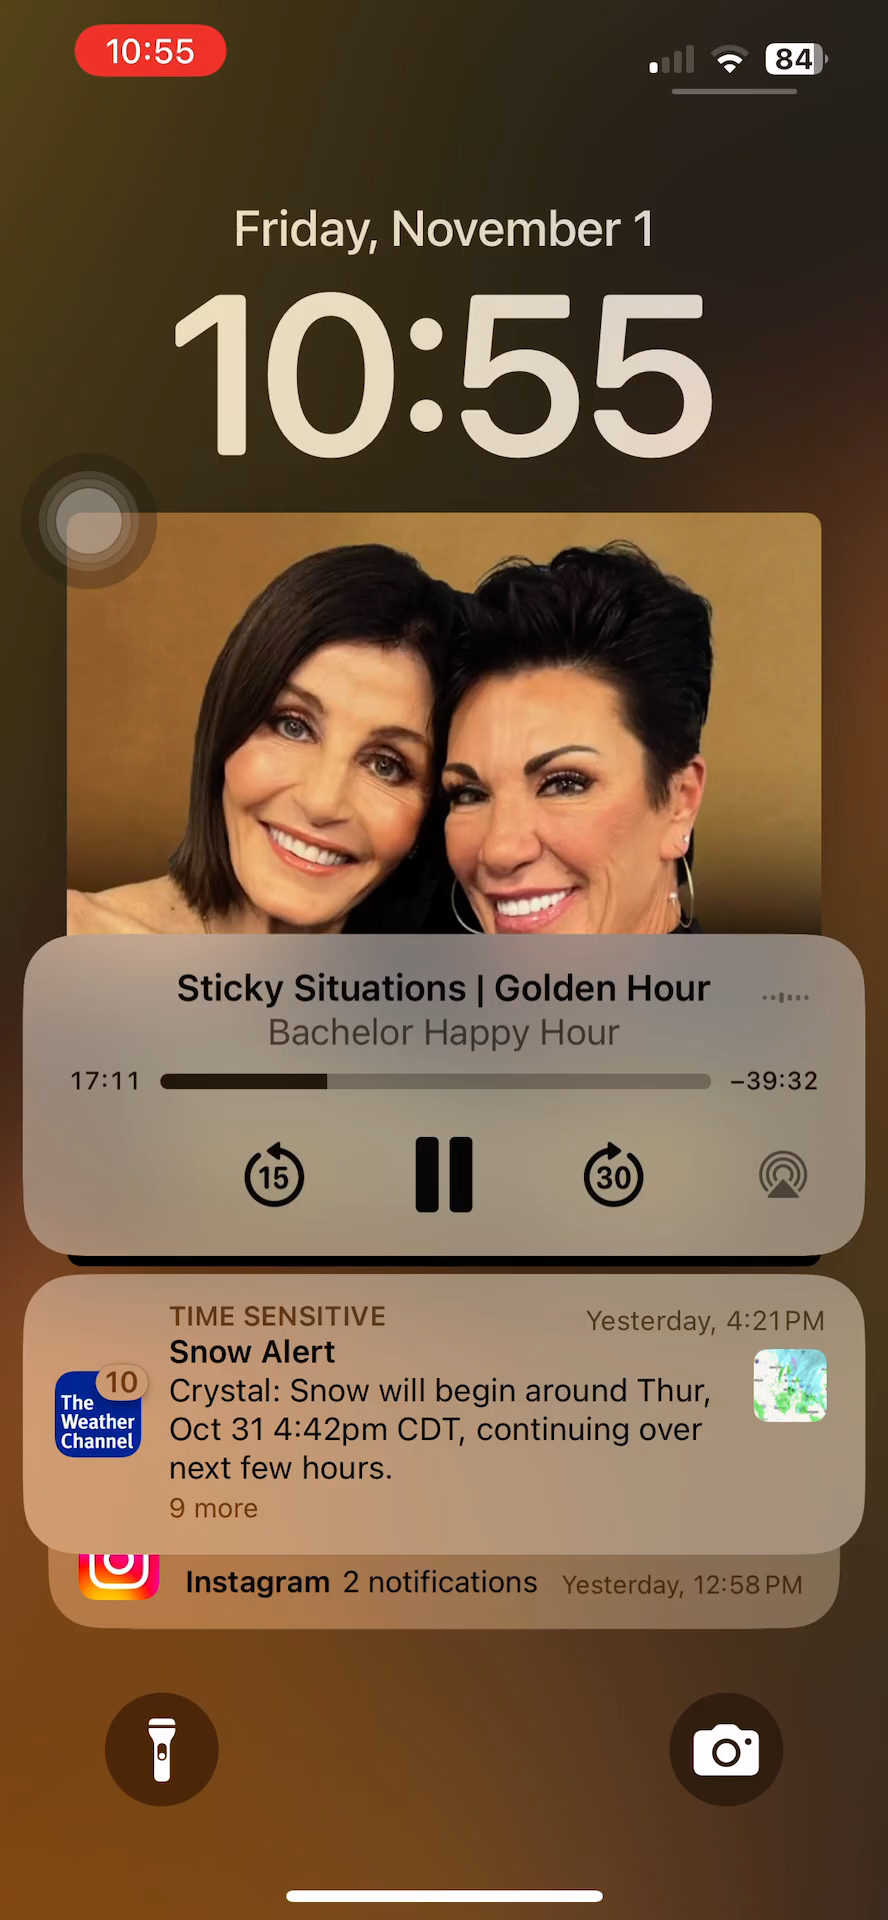 10:55
84
Friday, November 1
10:55
Sticky Situations | Golden Hour
Bachelor Happy Hour
17:11
–39:32
15
30
TIME SENSITIVE
Yesterday, 4:21 PM
Snow Alert
10
The
Weather
Channel
Crystal: Snow will begin around Thur,
Oct 31 4:42pm CDT, continuing over
next few hours.
9 more
Instagram 2 notifications
Yesterday, 12:58 PM